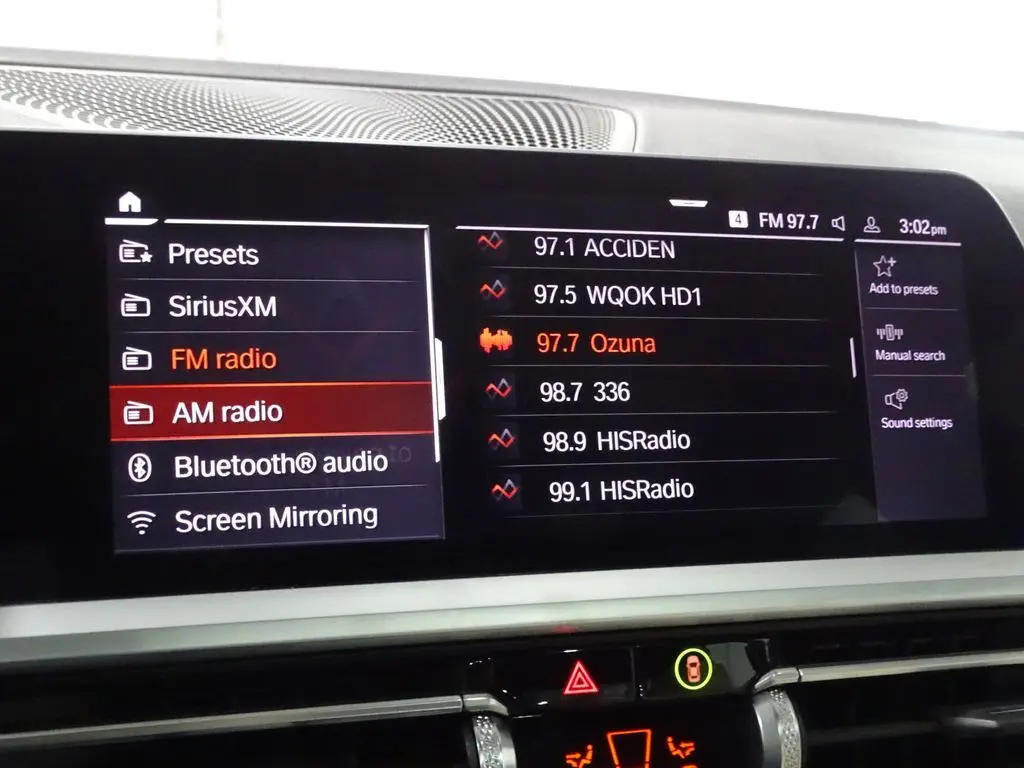 4 FM 97.7 3:02pm
Presets
SiriusXM
FM radio
AM radio
Bluetooth® audio
Screen Mirroring
97.1 ACCIDEN
97.5 WQOK HD1
97.7 Ozuna
98.7 336
98.9 HISRadio
99.1 HISRadio
Add to presets
Manual search
Sound settings